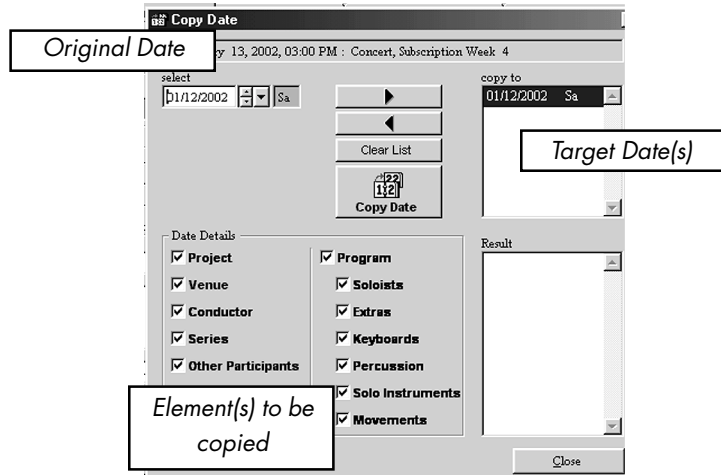 Copy Date
Original Date
13, 2002, 03:00 PM : Concert, Subscription Week 4
select
01/12/2002 Sa
copy to
01/12/2002 Sa
Clear List
Target Date(s)
Copy Date
Date Details
Result
Project
Program
Venue
Soloists
Conductor
Extras
Series
Keyboards
Other Participants
Percussion
Solo Instruments
Element(s) to be
copied
Movements
Close